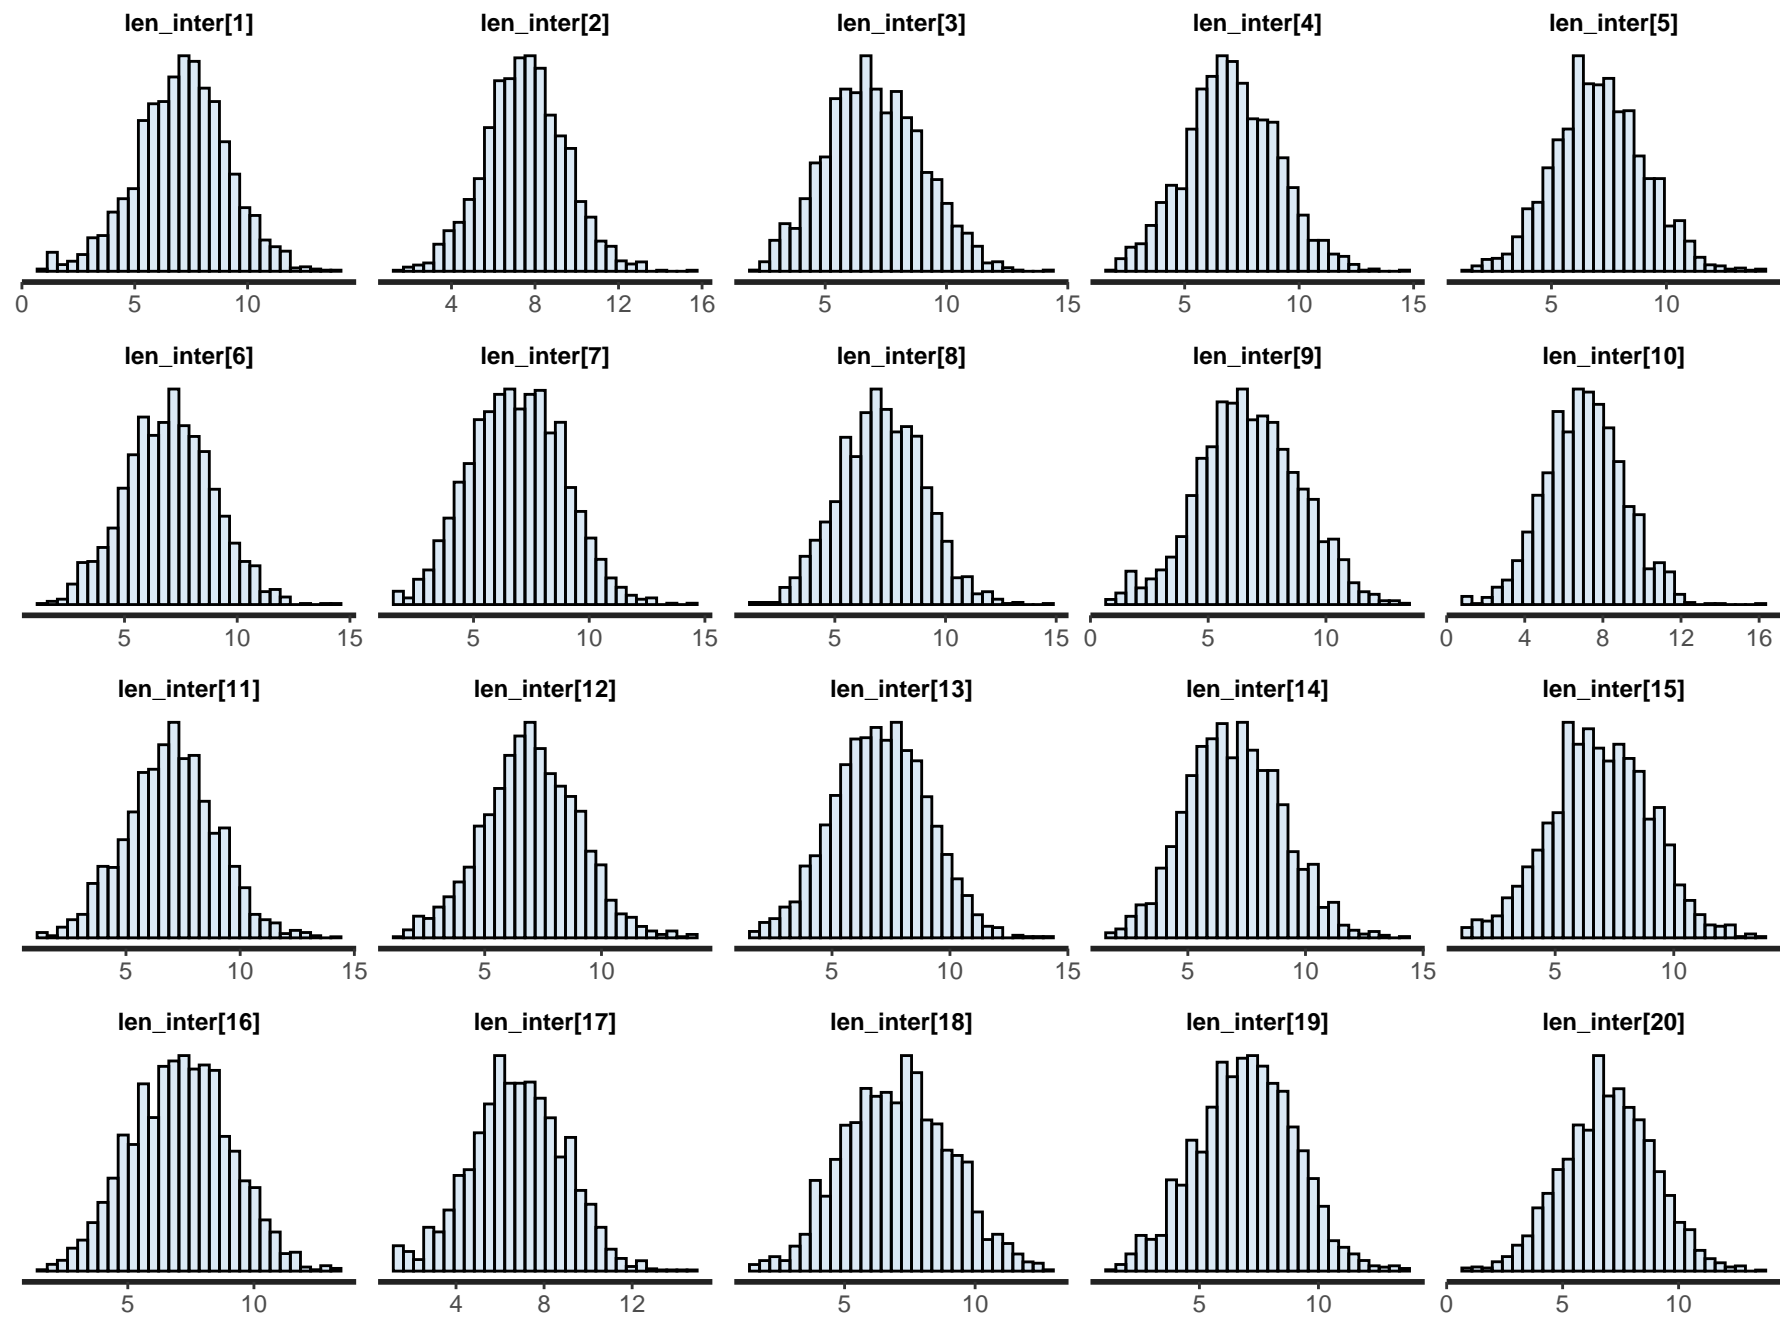 len_inter[1] len_inter[2] len_inter[3] len_inter[4] len_inter[5]
0 5 10 4 8 12 16 5 10 15 5 10 15 5 10
len_inter[6] len_inter[7] len_inter[8] len_inter[9] len_inter[10]
5 10 15 5 10 15 5 10 15 0 5 10 0 4 8 12 16
len_inter[11] len_inter[12] len_inter[13] len_inter[14] len_inter[15]
5 10 15 5 10 5 10 15 5 10 15 5 10
len_inter[16] len_inter[17] len_inter[18] len_inter[19] len_inter[20]
5 10 4 8 12 5 10 5 10 0 5 10